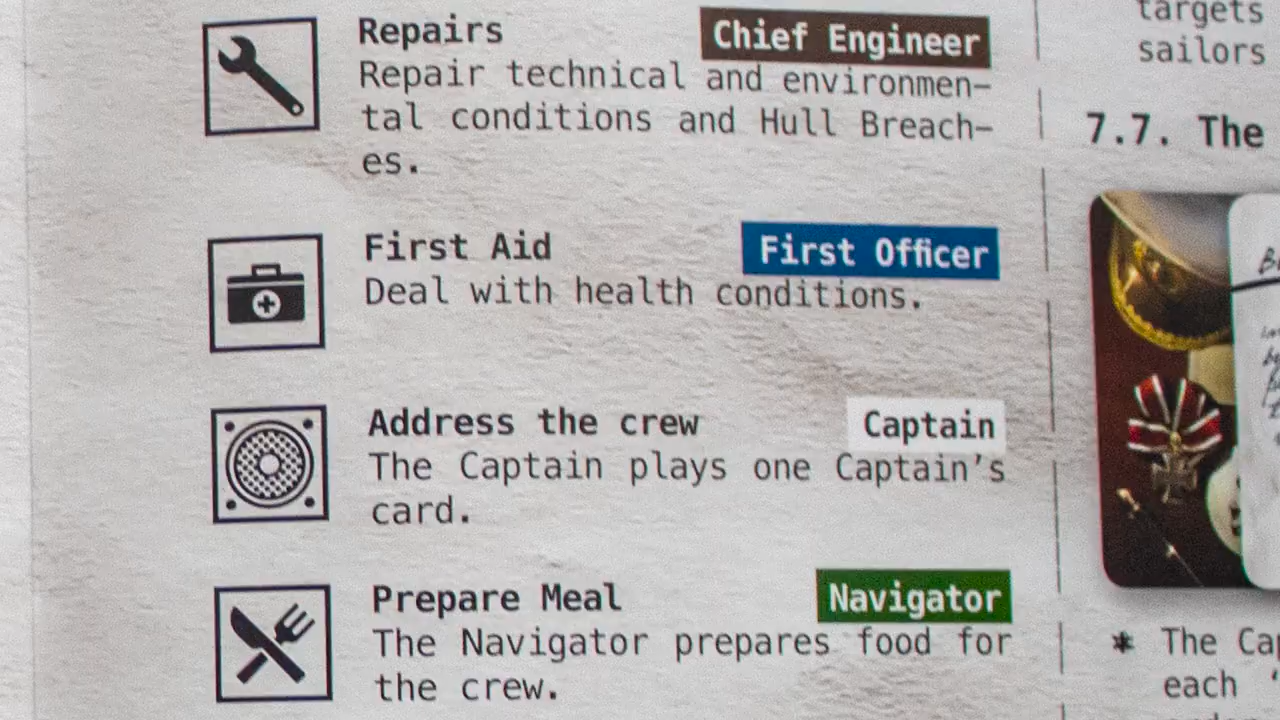 Repairs Chief Engineer
Repair technical and environmen-
tal conditions and Hull Breach-
es.
First Aid First Officer
Deal with health conditions.
Address the crew Captain
The Captain plays one Captain's
card.
Prepare Meal Navigator
The Navigator prepares food for
the crew.
targets
sailors
7.7. The
* The
each